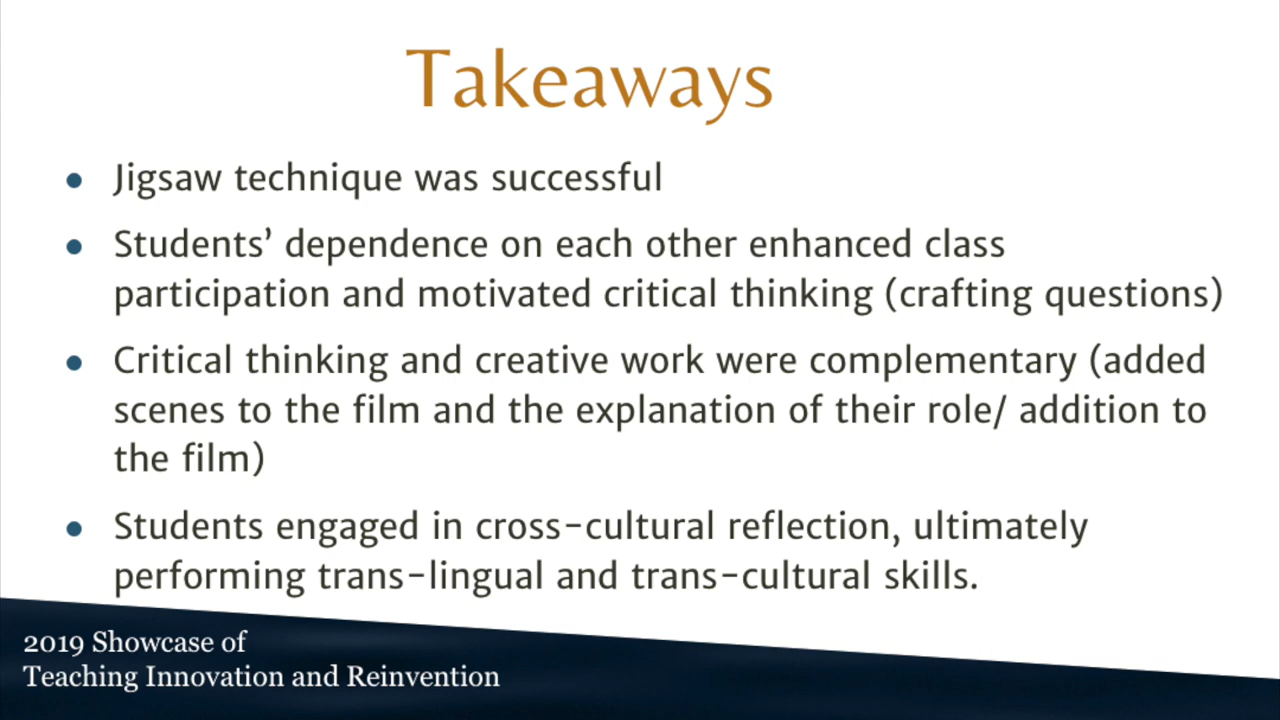 Takeaways
• Jigsaw technique was successful
• Students’ dependence on each other enhanced class
participation and motivated critical thinking (crafting questions)
• Critical thinking and creative work were complementary (added
scenes to the film and the explanation of their role/ addition to
the film)
• Students engaged in cross-cultural reflection, ultimately
performing trans-lingual and trans-cultural skills.
2019 Showcase of
Teaching Innovation and Reinvention